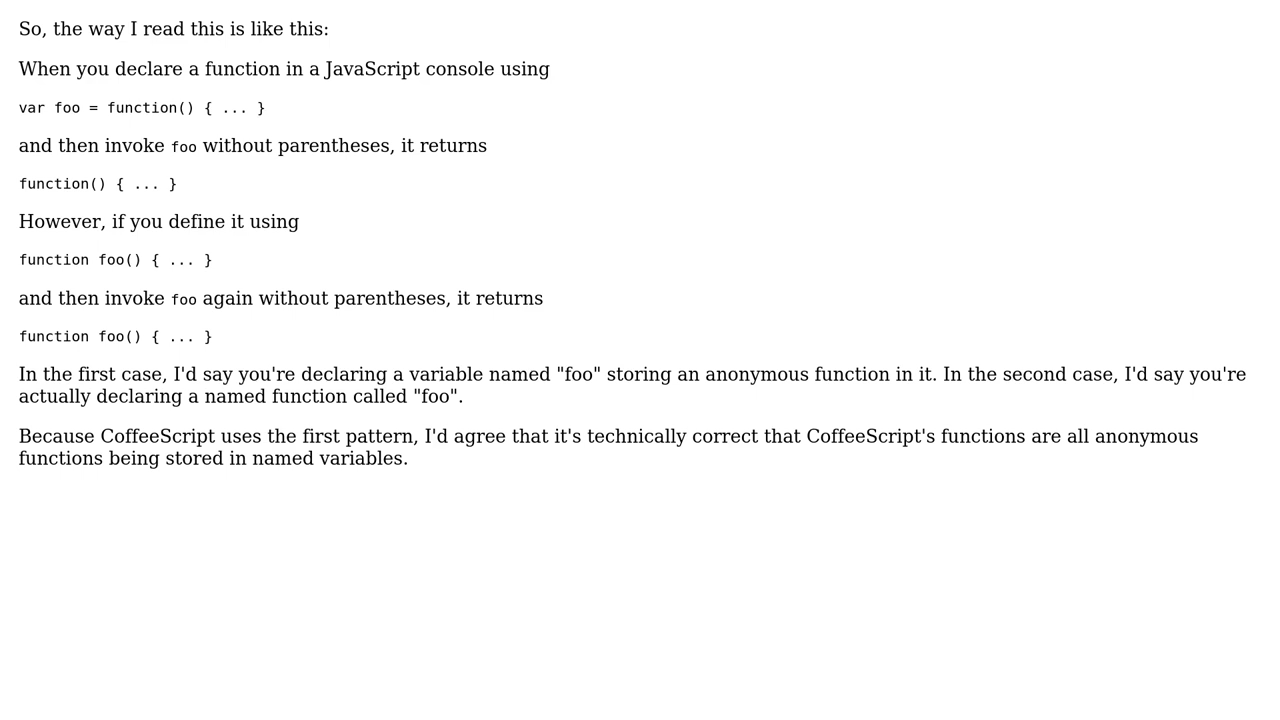 So, the way I read this is like this:
When you declare a function in a JavaScript console using
var foo = function() { ... }
and then invoke foo without parentheses, it returns
function() { ... }
However, if you define it using
function foo() { ... }
and then invoke foo again without parentheses, it returns
function foo() { ... }
In the first case, I'd say you're declaring a variable named "foo" storing an anonymous function in it. In the second case, I'd say you're
actually declaring a named function called "foo".
Because CoffeeScript uses the first pattern, I'd agree that it's technically correct that CoffeeScript's functions are all anonymous
functions being stored in named variables.